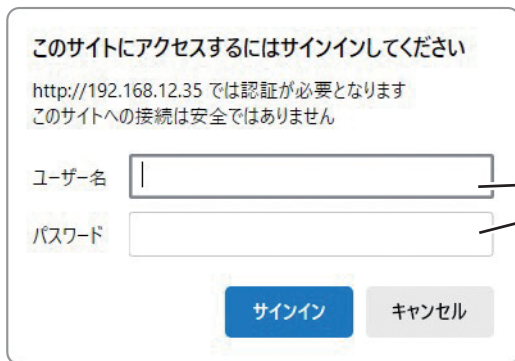 このサイトにアクセスするにはサインインしてください
http://192.168.12.35 では認証が必要となります
このサイトへの接続は安全ではありません
ユーザー名
パスワード
サインイン キャンセル